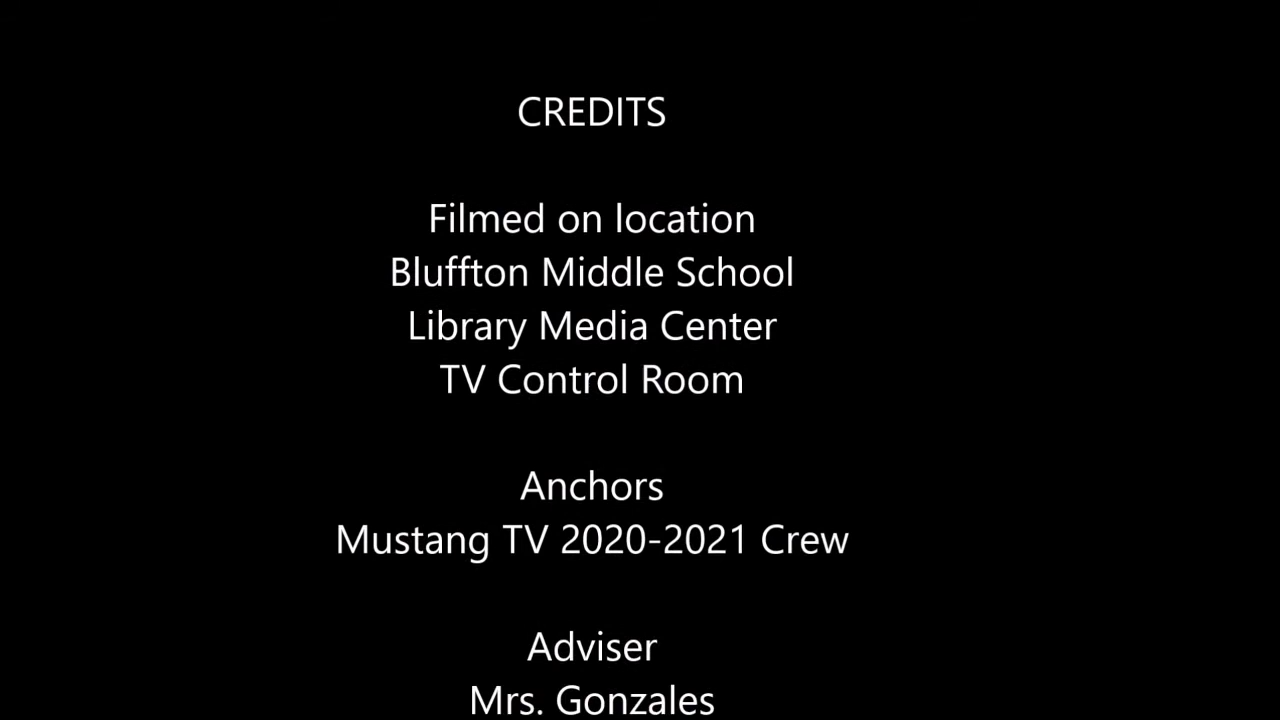 CREDITS
Filmed on location
Bluffton Middle School
Library Media Center
TV Control Room
Anchors
Mustang TV 2020-2021 Crew
Adviser
Mrs. Gonzales